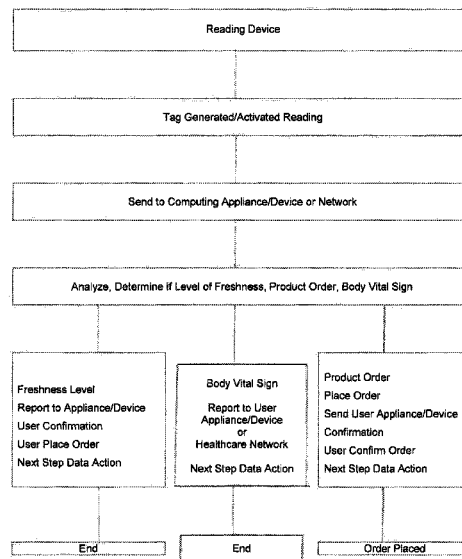 Reading Device
Tag Generated/Activated Reading
Send to Computing Appliance/Device or Network
Analyze, Determine if Level of Freshness, Product Order, Body Vital Sign
Freshness Level
Report to Appliance/Device
User Confirmation
User Place Order
Next Step Data Action
Body Vital Sign
Report to User
Appliance/Device
or
Healthcare Network
Next Step Data Action
Product Order
Place Order
Send User Appliance/Device
Confirmation
User Confirm Order
Next Step Data Action
End
End
Order Placed